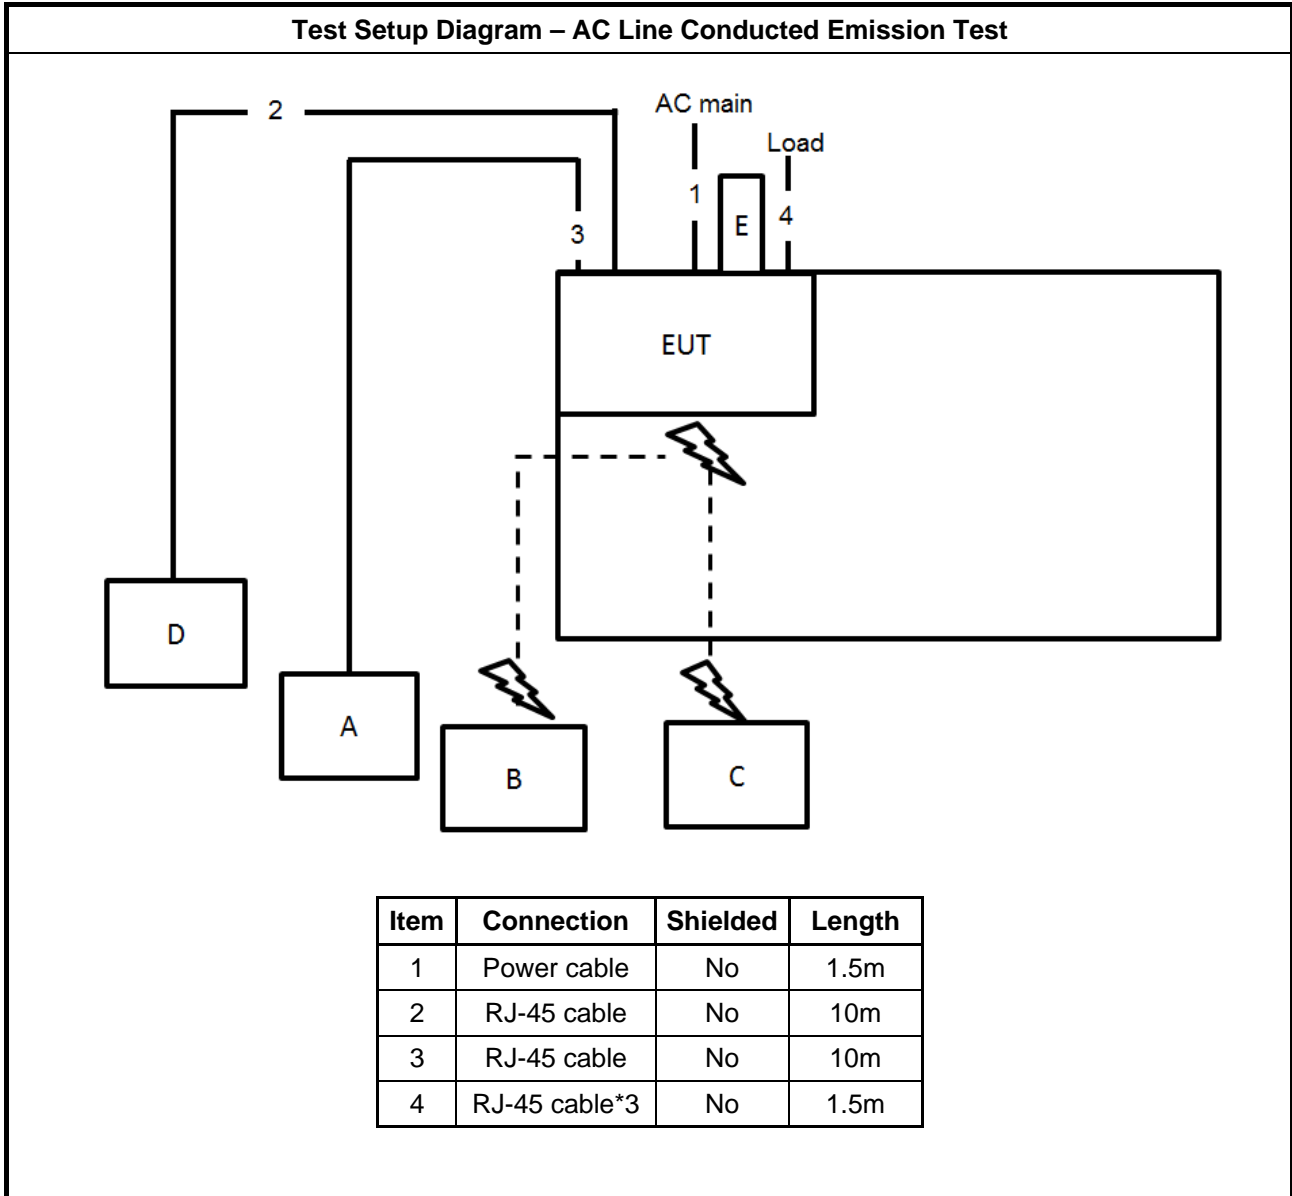 Test Setup Diagram – AC Line Conducted Emission Test
2
AC main
Load
1
E
4
3
EUT
D
A
B
C
Item Connection Shielded Length
1 Power cable No 1.5m
2 RJ-45 cable No 10m
3 RJ-45 cable No 10m
4 RJ-45 cable*3 No 1.5m